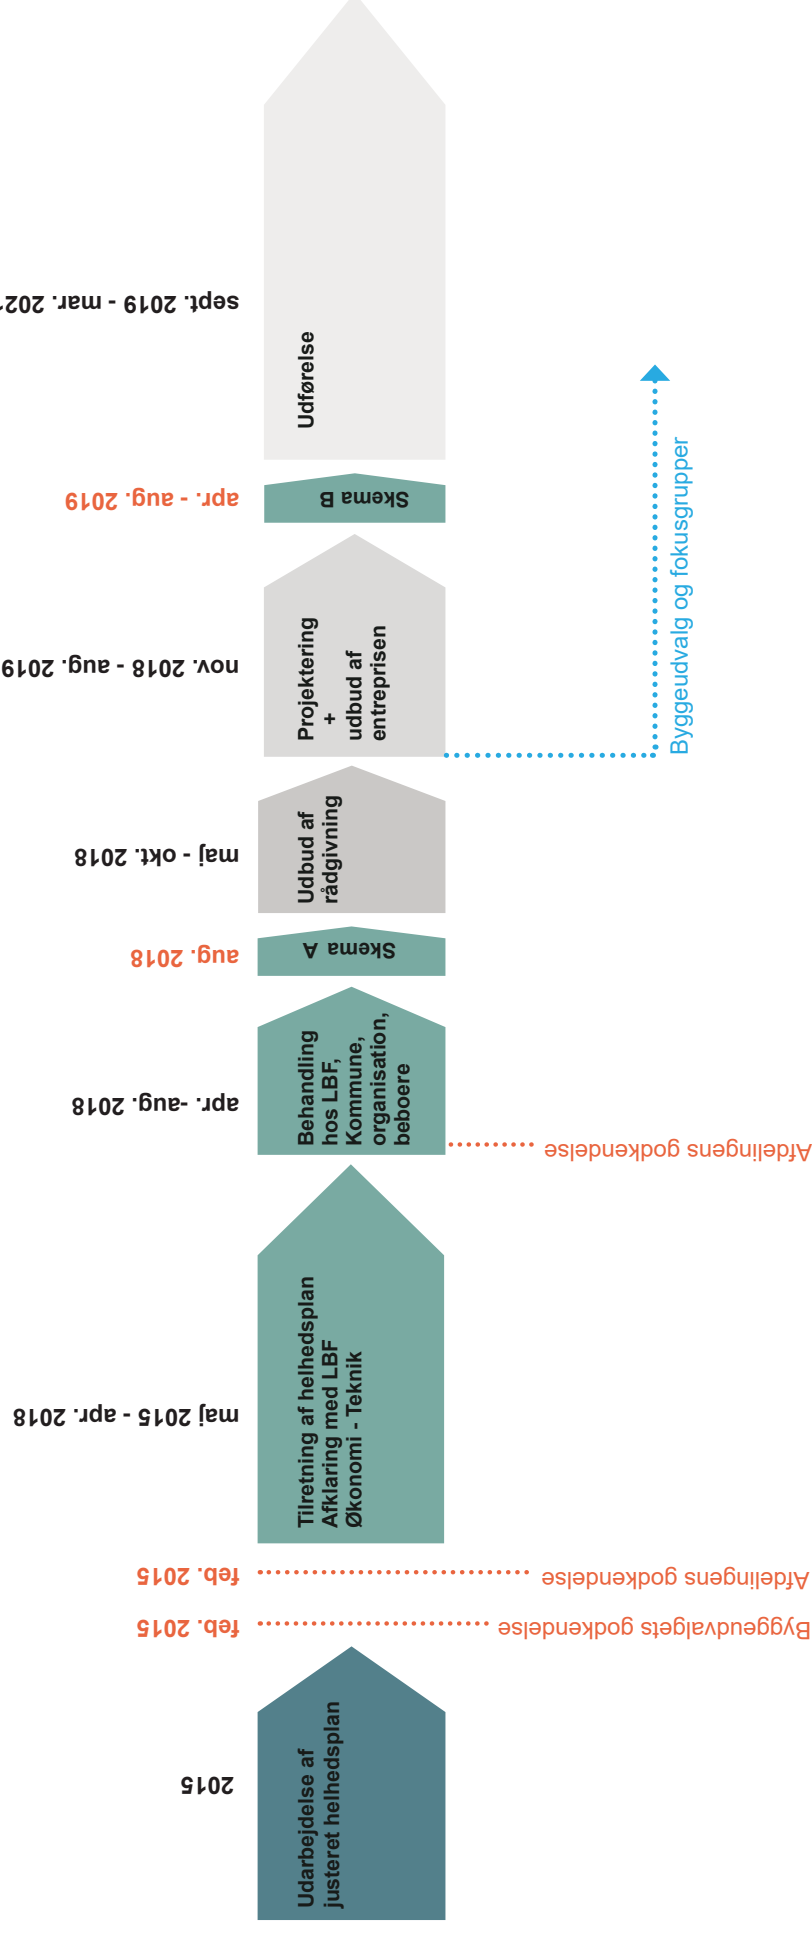 2015
Udarbejdelse af
justeret helhedsplan
feb. 2015
Byggeudvalgets godkendelse
feb. 2015
Afdelingens godkendelse
maj 2015 - apr. 2018
Tilretning af helhedsplan
Afklaring med LBF
Økonomi - Teknik
apr. -aug. 2018
Behandling
hos LBF,
Kommune,
organisation,
beboere
Afdelingens godkendelse
aug. 2018
Skema A
maj - okt. 2018
Udbud af
rådgivning
nov. 2018 - aug. 2019
Projektering
+
udbud af
entreprisen
Byggeudvalg og fokusgrupper
apr. - aug. 2019
Skema B
sept. 2019 - mar.
Udførelse